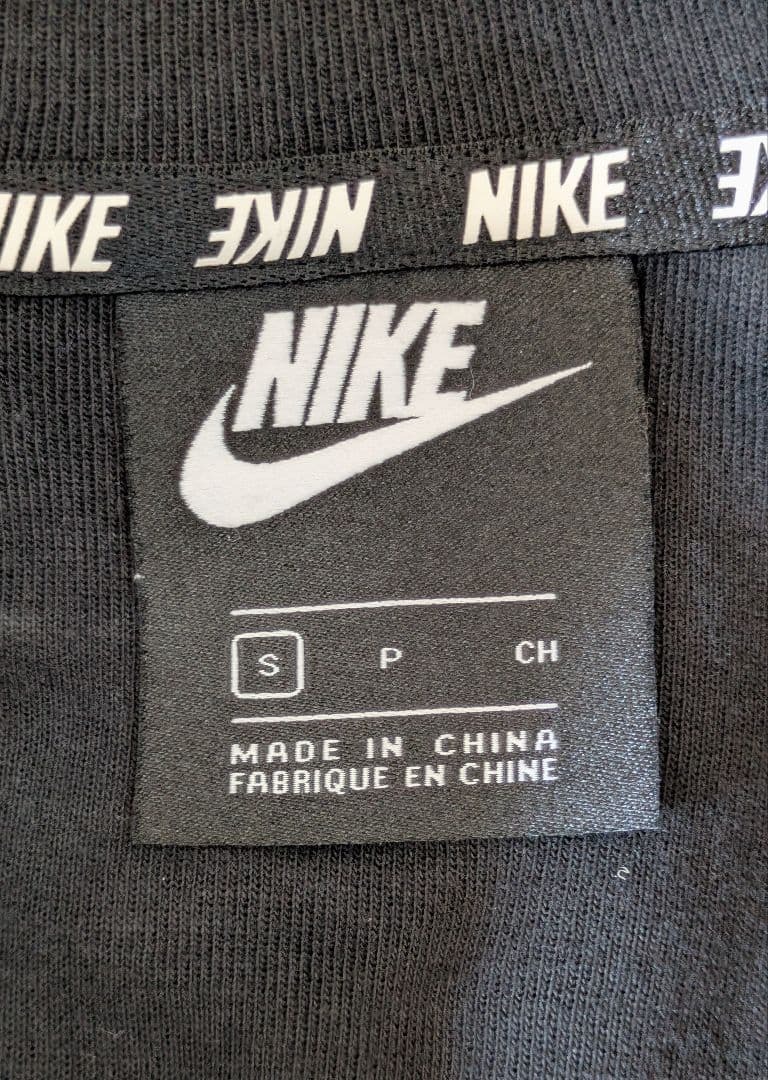 NIKE NIKE NIKE
NIKE
S P CH
MADE IN CHINA
FABRIQUE EN CHINE